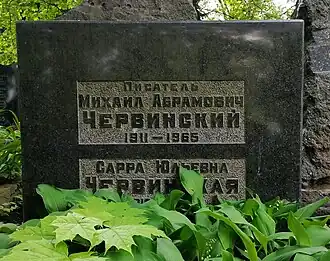 Писатель
Михаил Абрамович
ЧЕРВИНСКИЙ
1911-1965
Сарра Юльевна